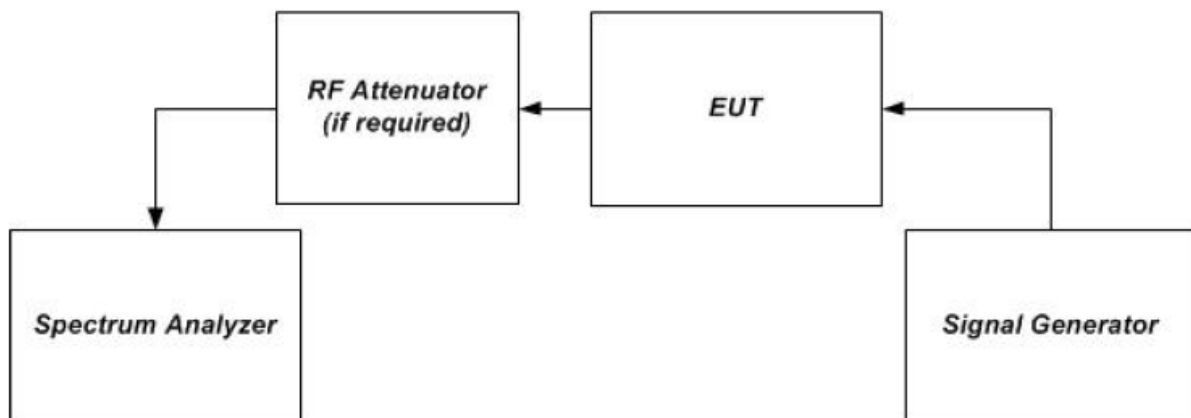 RF Attenuator
(if required)
EUT
Spectrum Analyzer
Signal Generator